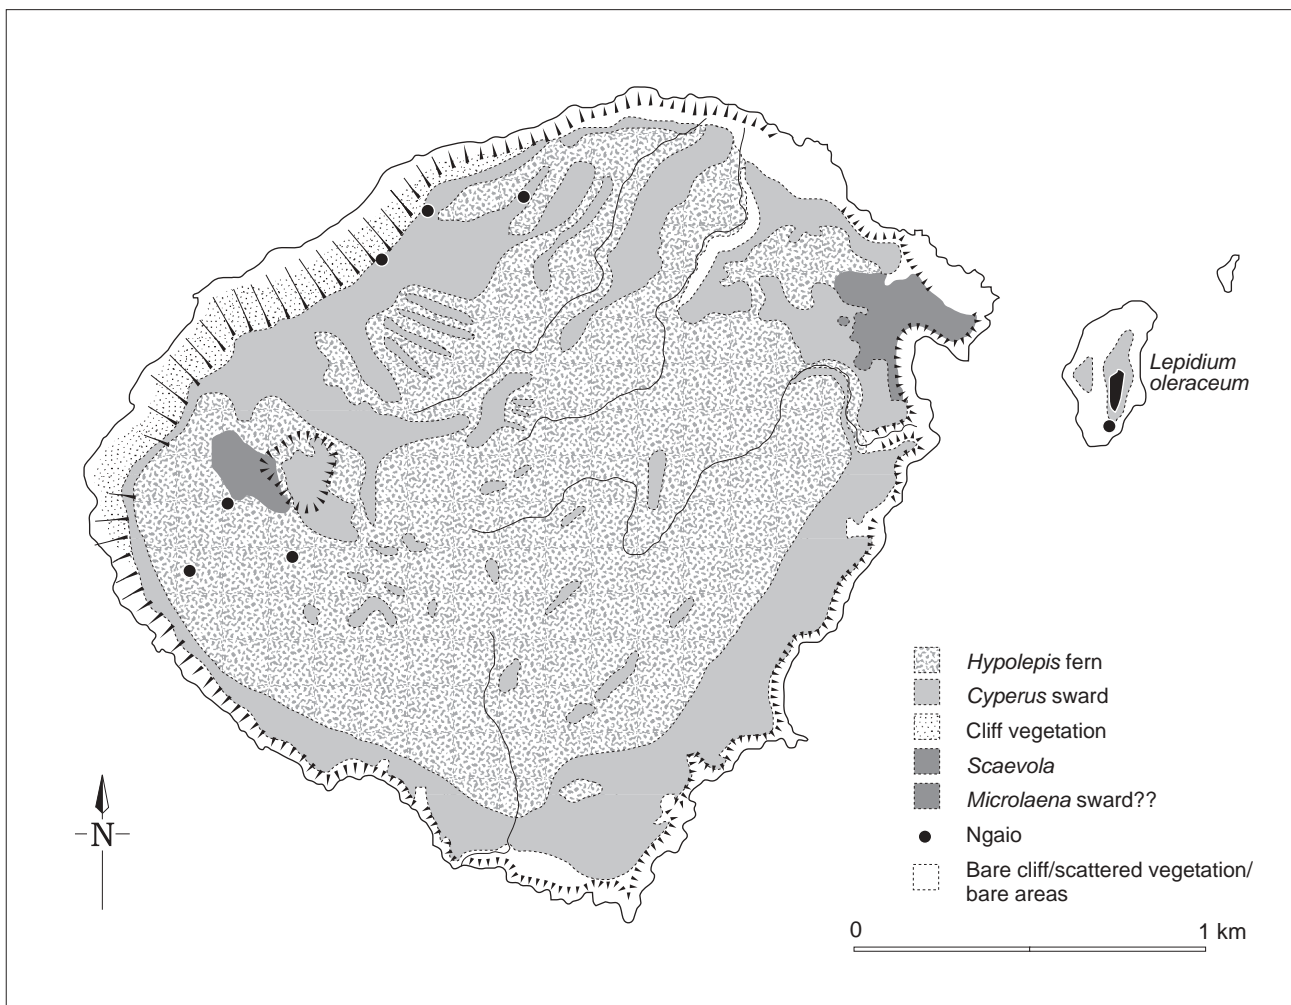 Lepidium
oleraceum
Hypolepis fern
Cyperus sward
Cliff vegetation
Scaevola
Microlaena sward??
Ngaio
Bare cliff/scattered vegetation/
bare areas
N
0 1 km